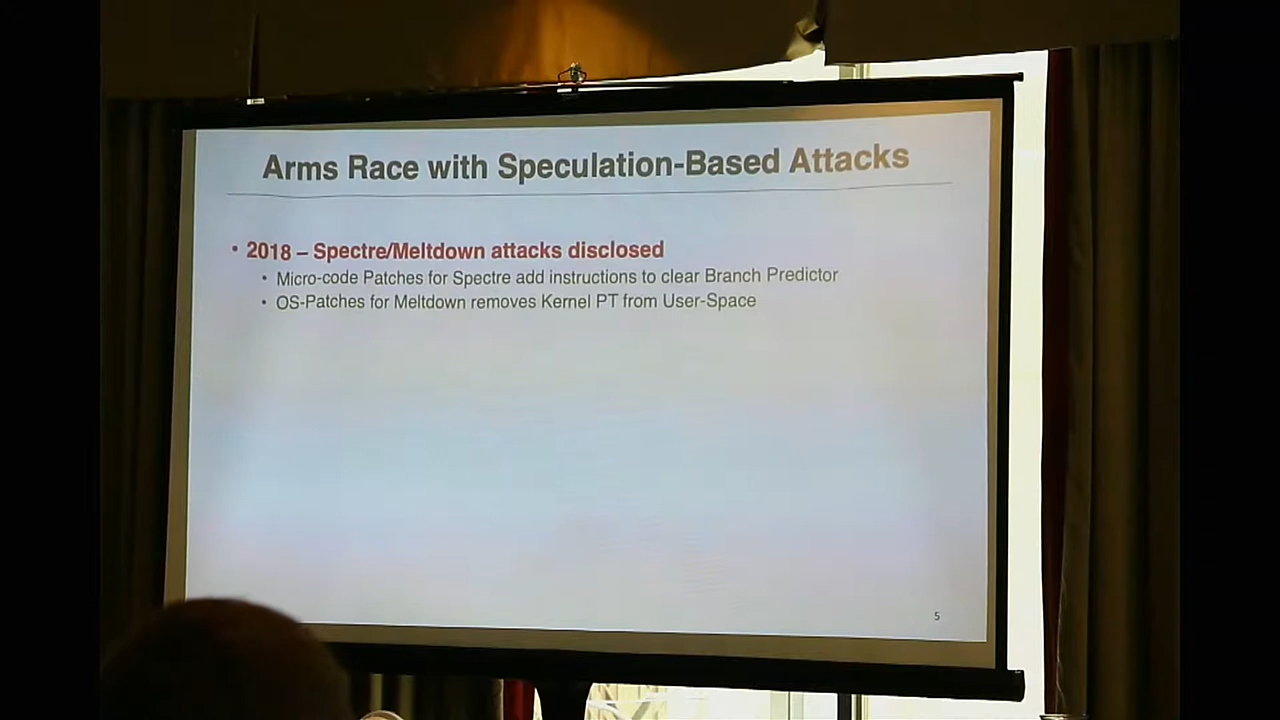 Arms Race with Speculation-Based Attacks
• 2018 – Spectre/Meltdown attacks disclosed
• Micro-code Patches for Spectre add instructions to clear Branch Predictor
• OS-Patches for Meltdown removes Kernel PT from User-Space
5